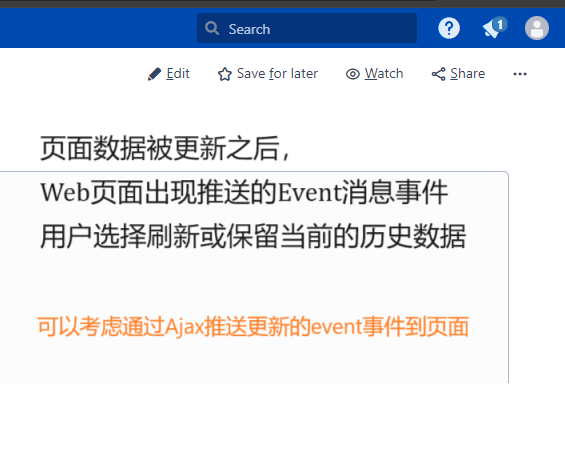 Search
1
Edit
Save for later
Watch
Share
页面数据被更新之后，
Web页面出现推送的Event消息事件
用户选择刷新或保留当前的历史数据
可以考虑通过Ajax推送更新的event事件到页面